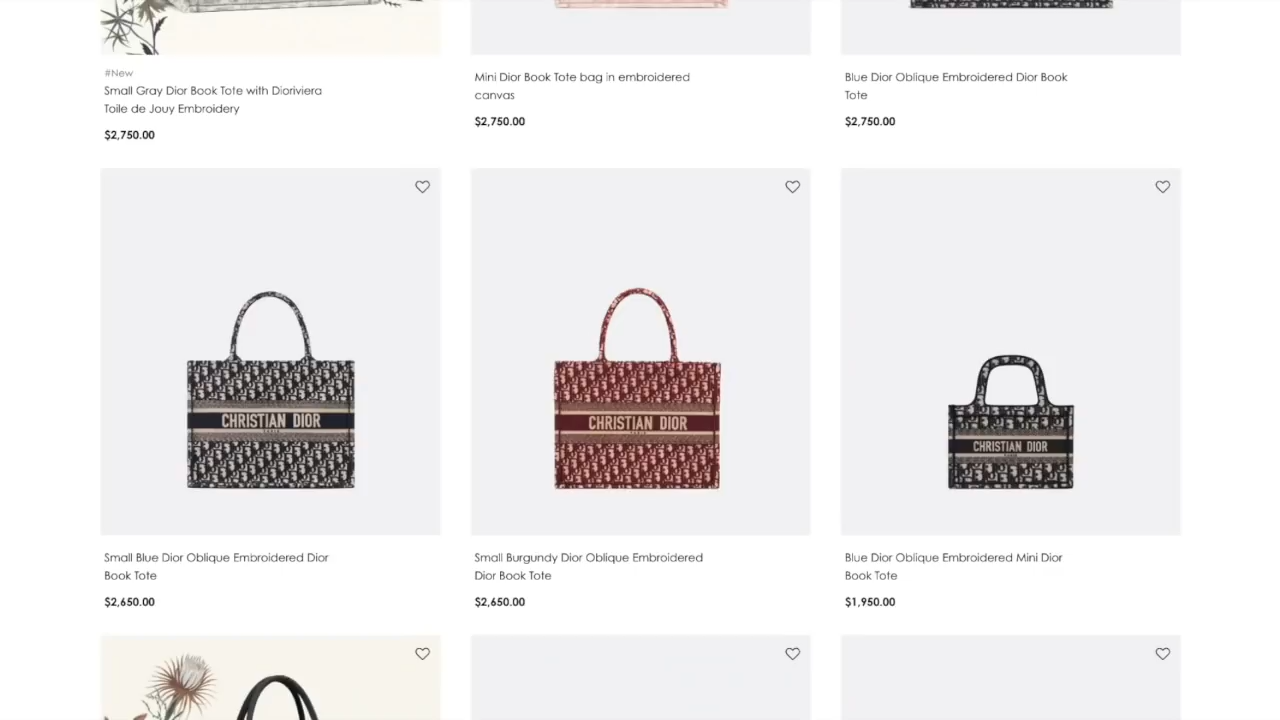 #New
Small Gray Dior Book Tote with Dioriviera
Toile de Jouy Embroidery
$2,750.00
Mini Dior Book Tote bag in embroidered
canvas
$2,750.00
Blue Dior Oblique Embroidered Dior Book
Tote
$2,750.00
CHRISTIAN DIOR
CHRISTIAN DIOR
CHRISTIAN DIOR
Small Blue Dior Oblique Embroidered Dior
Book Tote
$2,650.00
Small Burgundy Dior Oblique Embroidered
Dior Book Tote
$2,650.00
Blue Dior Oblique Embroidered Mini Dior
Book Tote
$1,950.00